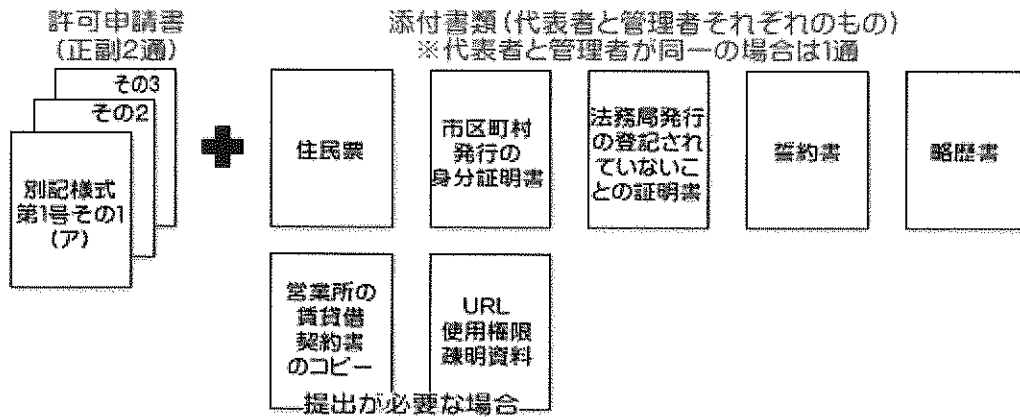 許可申請書
(正副2通)
その3
その2
別記様式
第1号その1
(ア)
添付書類(代表者と管理者それぞれのもの)
※代表者と管理者が同一の場合は1通
住民票
市区町村
発行の
身分証明書
法務局発行
の登記され
ていないこ
との証明書
誓約書
略歴書
営業所の
賃貸借
契約書
のコピー
URL
使用権限
疎明資料
提出が必要な場合